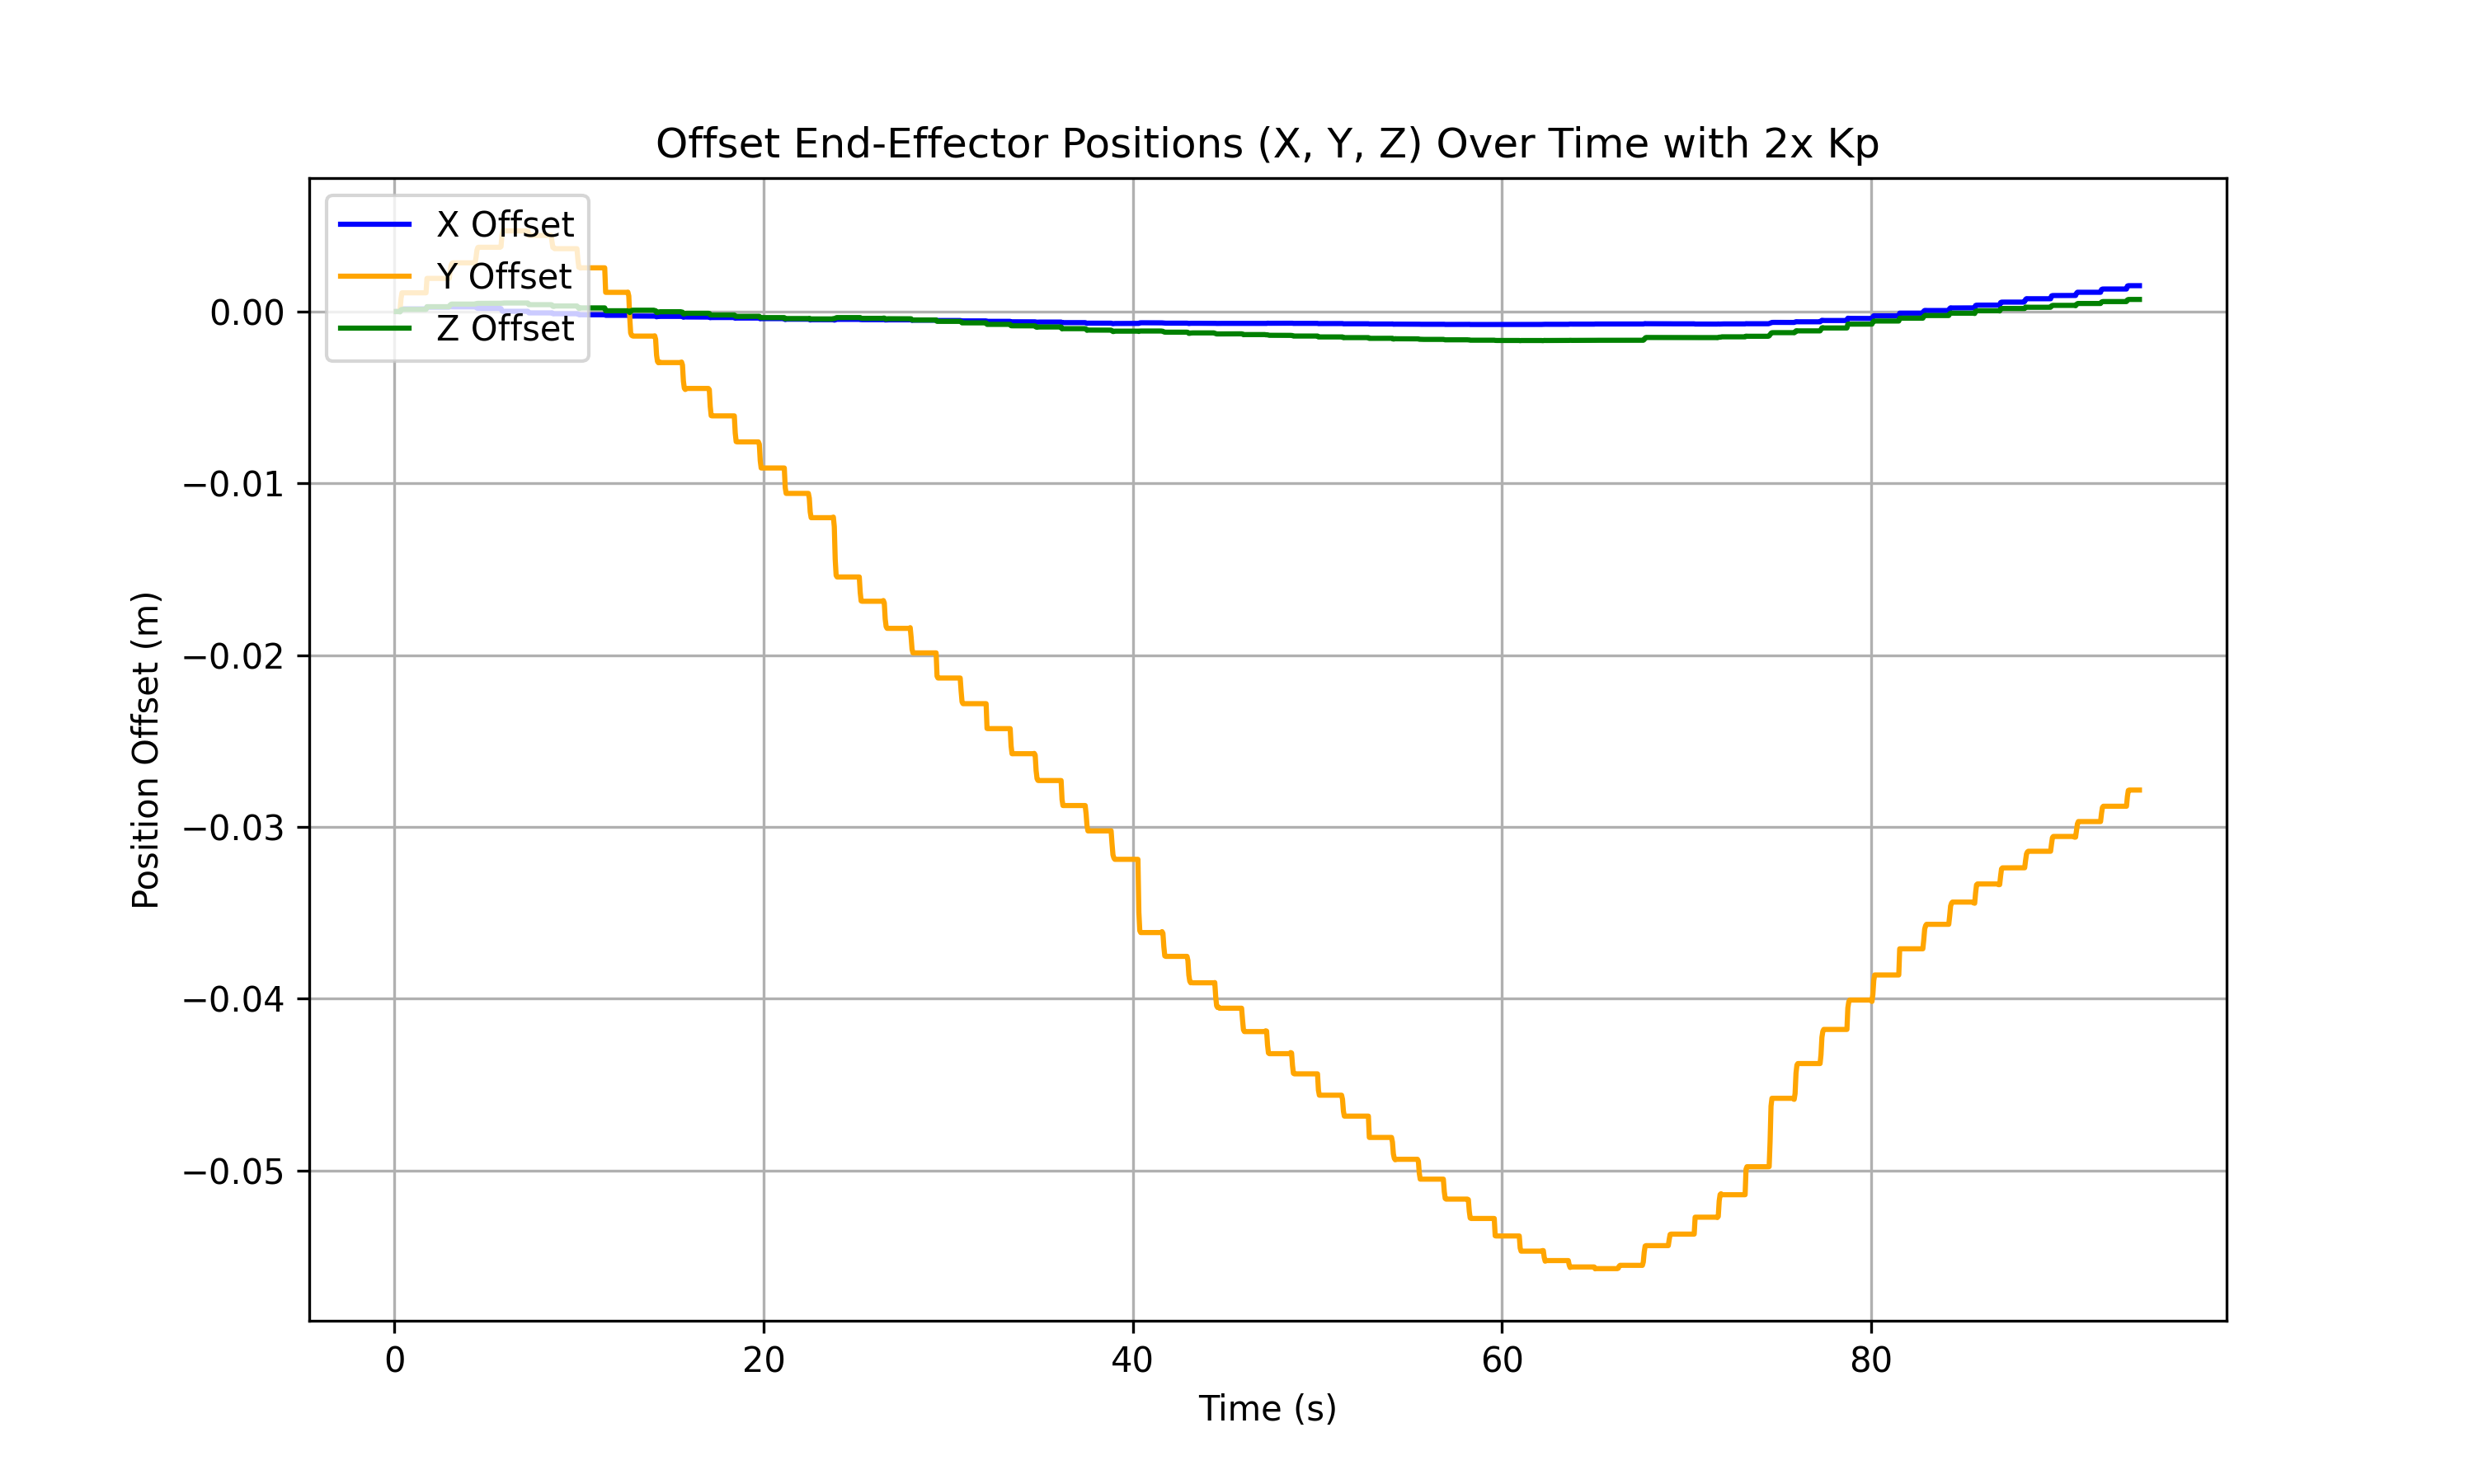 Offset End-Effector Positions (X, Y, Z) Over Time with 2x Kp
X Offset
Y Offset
Z Offset
0.00
−0.01
−0.02
−0.03
−0.04
−0.05
Position Offset (m)
0 20 40 60 80
Time (s)